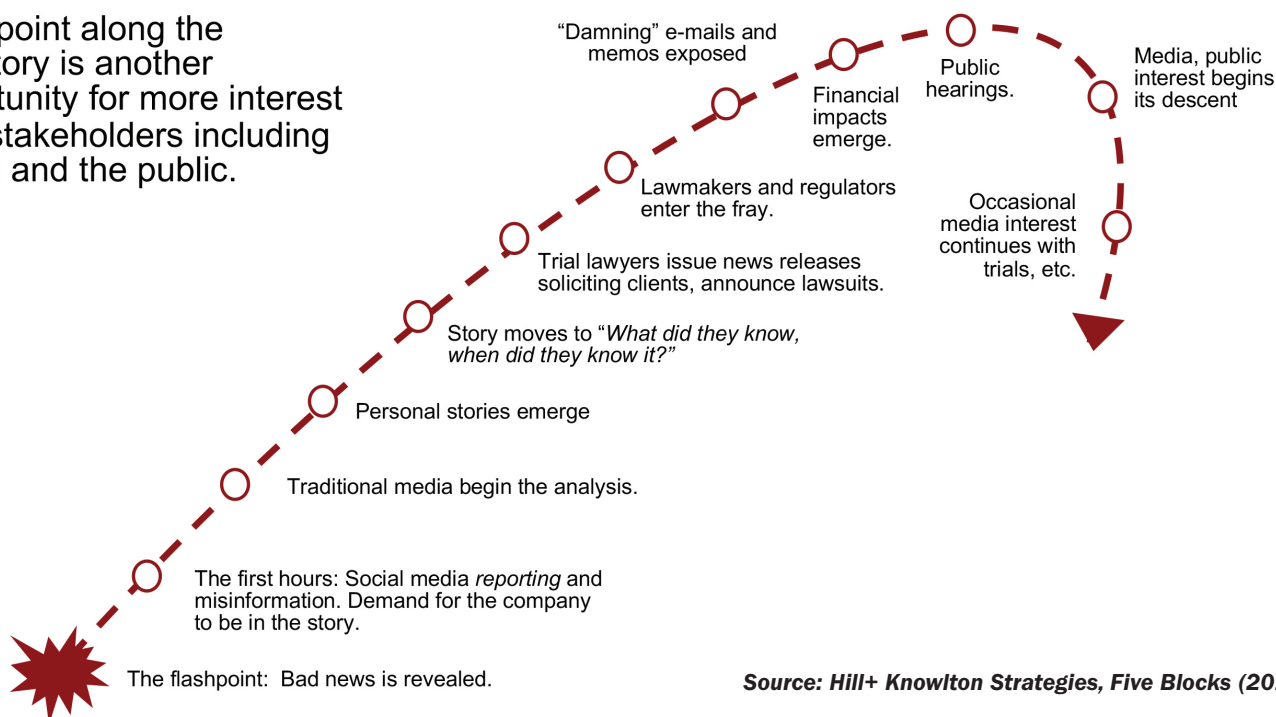 point along the
tory is another
tunity for more interest
stakeholders including
and the public.
“Damning” e-mails and
memos exposed
Financial
impacts
emerge.
Public
hearings.
Media, public
interest begins
its descent
Lawmakers and regulators
enter the fray.
Occasional
media interest
continues with
trials, etc.
Trial lawyers issue news releases
soliciting clients, announce lawsuits.
Story moves to “What did they know,
when did they know it?”
Personal stories emerge
Traditional media begin the analysis.
The first hours: Social media reporting and
misinformation. Demand for the company
to be in the story.
The flashpoint: Bad news is revealed.
Source: Hill+ Knowlton Strategies, Five Blocks (20